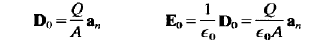 D₀ = Q/A aₙ    E₀ = 1/ϵ₀ D₀ = Q/ϵ₀A aₙ